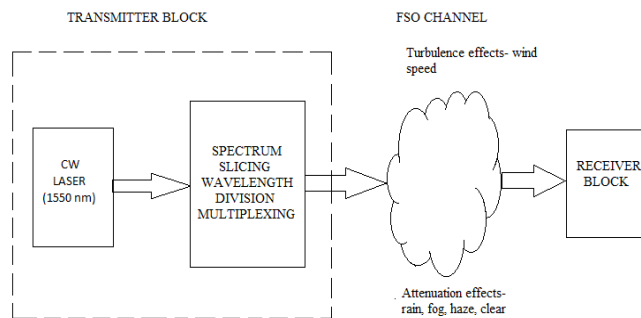 TRANSMITTER BLOCK
FSO CHANNEL
Turbulence effects- wind
speed
CW
LASER
(1550 nm)
SPECTRUM
SLICING
WAVELENGTH
DIVISION
MULTIPLEXING
RECEIVER
BLOCK
Attenuation effects-
rain, fog, haze, clear